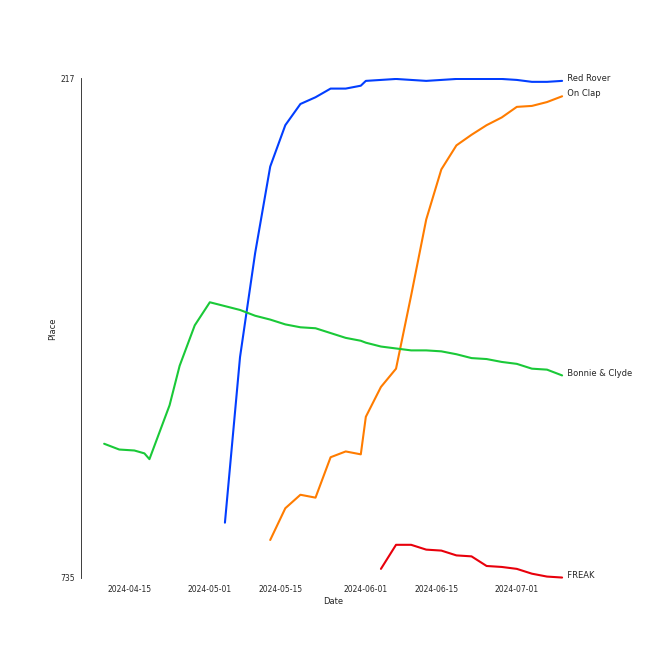 217
Red Rover
On Clap
Place
Bonnie & Clyde
FREAK
735
2024-04-15 2024-05-01 2024-05-15 2024-06-01 2024-06-15 2024-07-01
Date